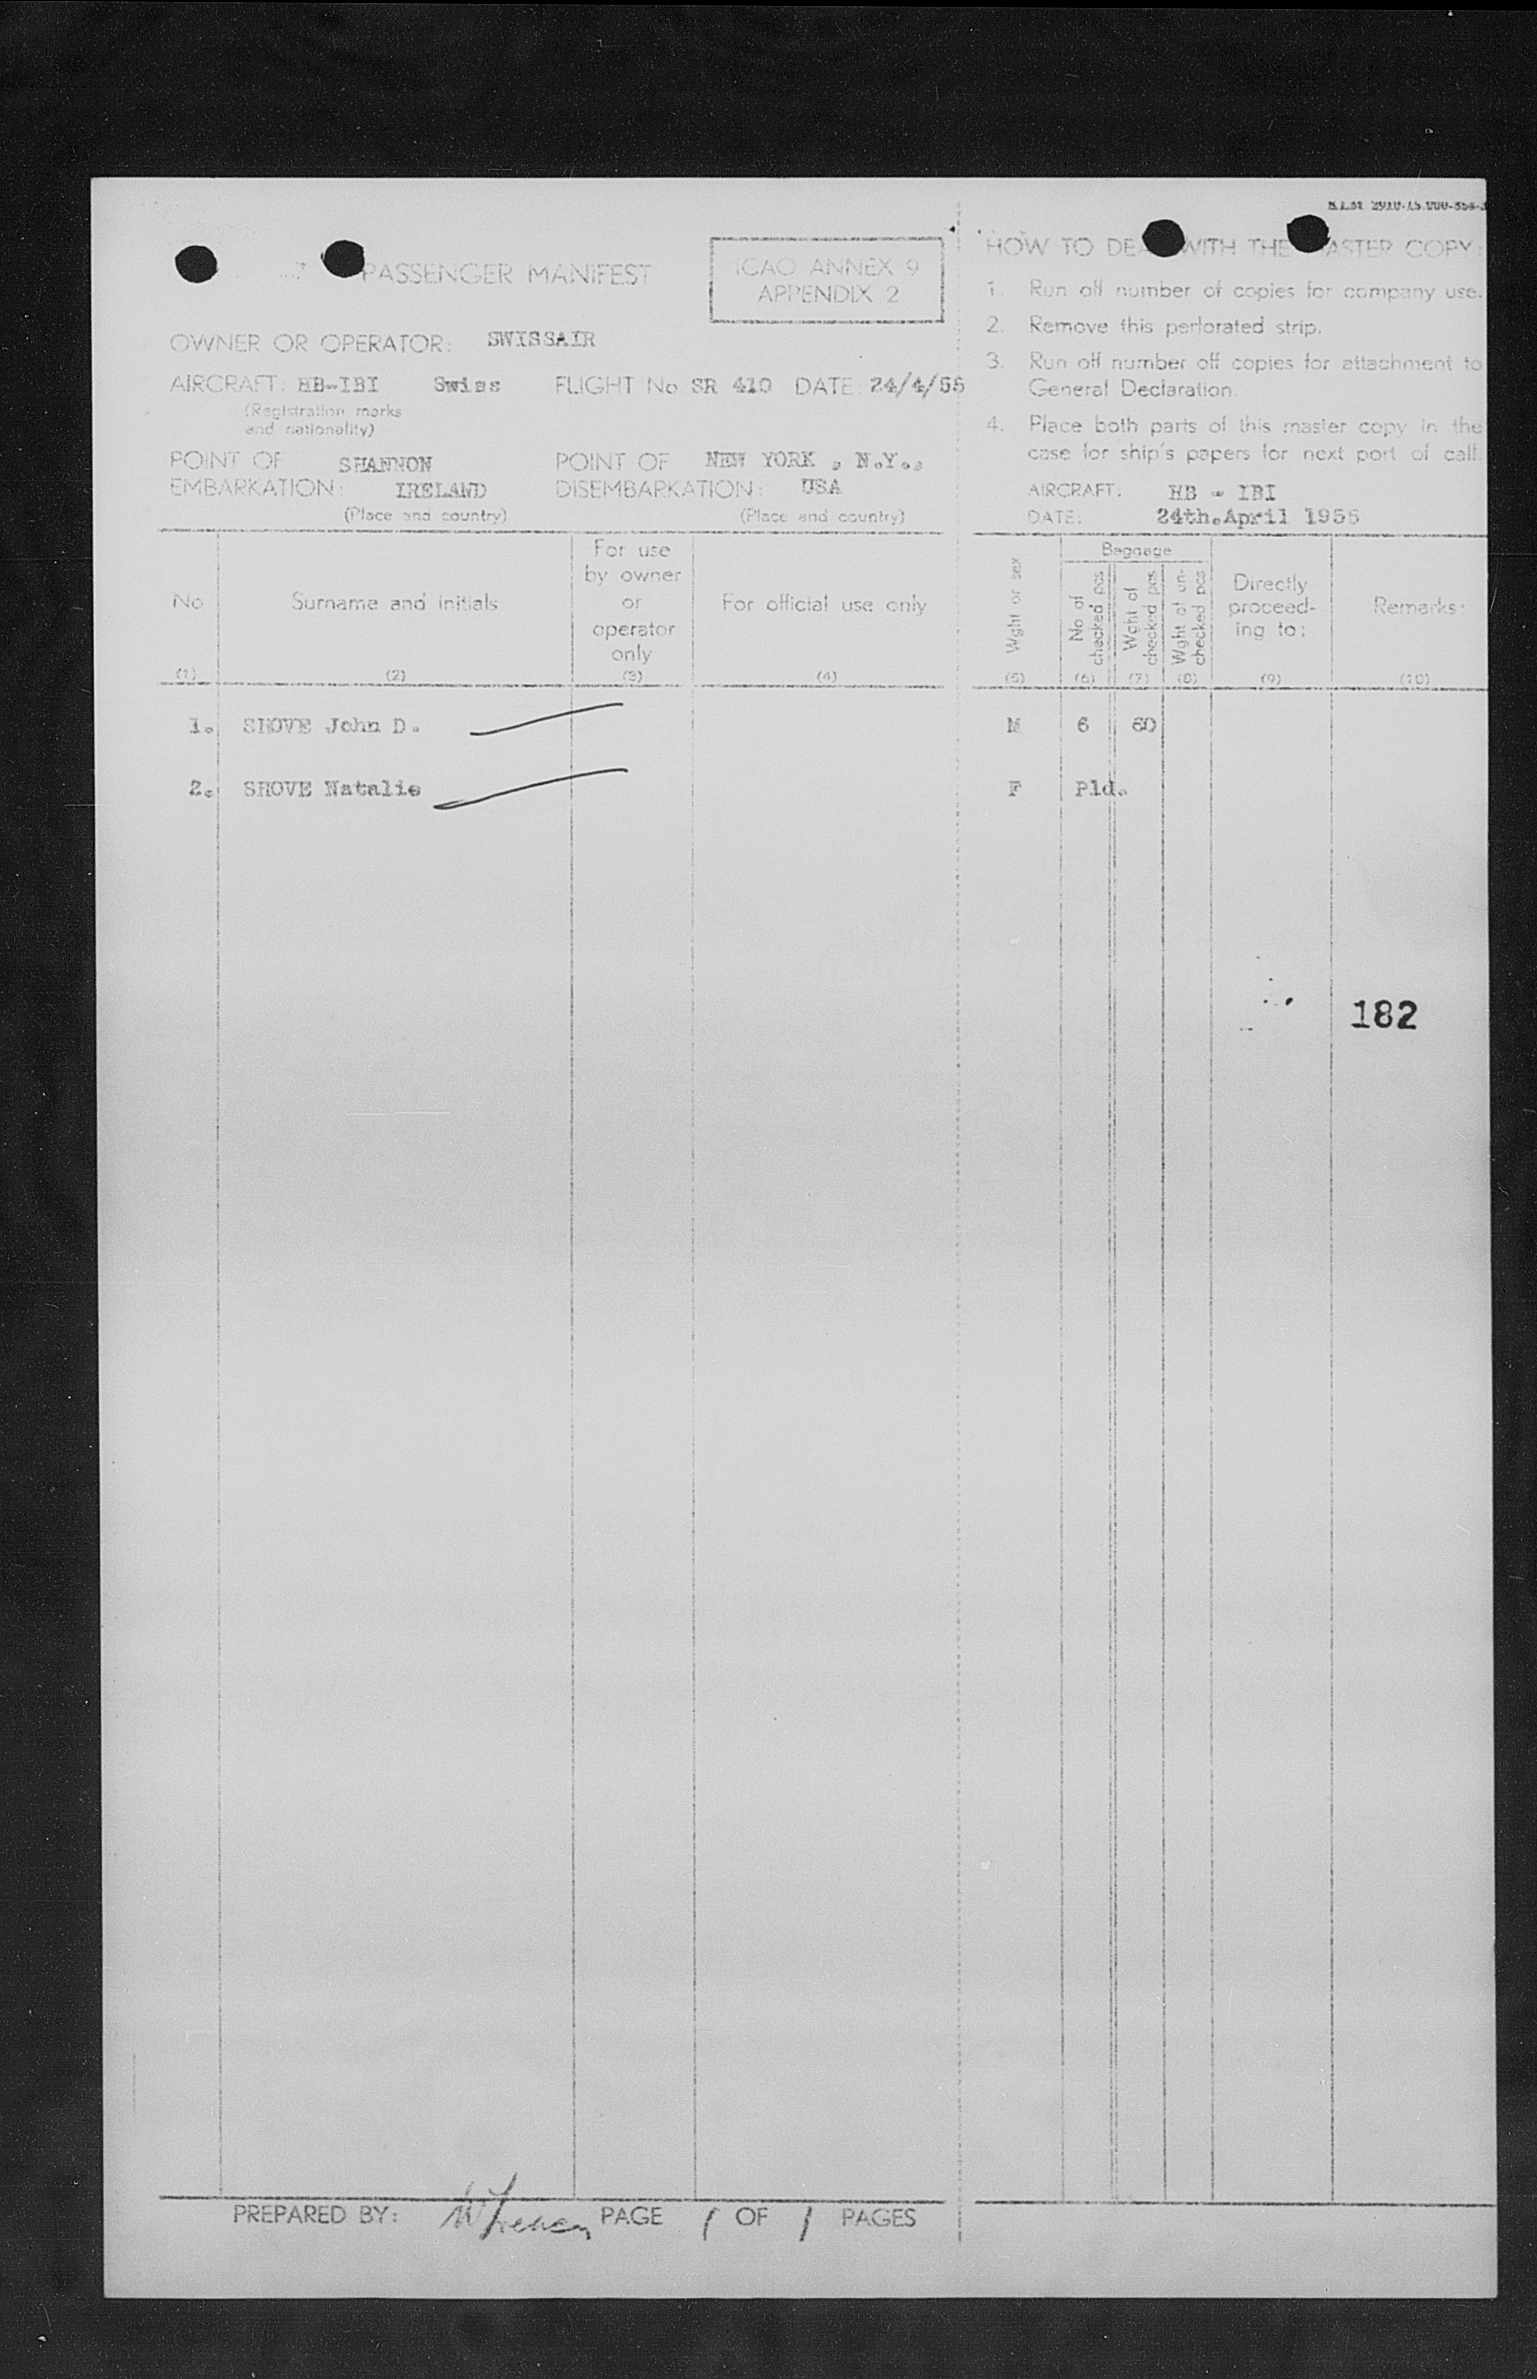 PASSENGER MANIFEST
ICAO ANNEX 9
APPENDIX 2
OWNER OR OPERATOR: SWISSAIR
AIRCRAFT: HB-IBI Swiss FLIGHT No SR 410 DATE: 24/4/55
(Registration marks
and nationality)
POINT OF SHANNON POINT OF NEW YORK , N.Y.,
EMBARKATION: IRELAND DISEMBARKATION: USA
(Place and country) (Place and country)
No
(1)
Surname and initials
(2)
For use
by owner
or
operator
only
(3)
For official use only
(4)
1. SHOVE John D.
2. SHOVE Natalie
PREPARED BY: PAGE 1 OF 1 PAGES
HOW TO DEA WITH THE ASTER COPY:
1. Run off number of copies for company use.
2. Remove this perforated strip.
3. Run off number off copies for attachment to
General Declaration.
4. Place both parts of this master copy in the
case for ship's papers for next port of call.
AIRCRAFT: HB - IBI
DATE: 24th.April 1955
Wght or sex
(5)
Baggage
No of
checked pcs
(6)
Wght of
checked pcs
(7)
Wght of un-
checked pcs
(8)
Directly
proceed-
ing to:
(9)
Remarks:
(10)
M 6 60
F Pld.
182